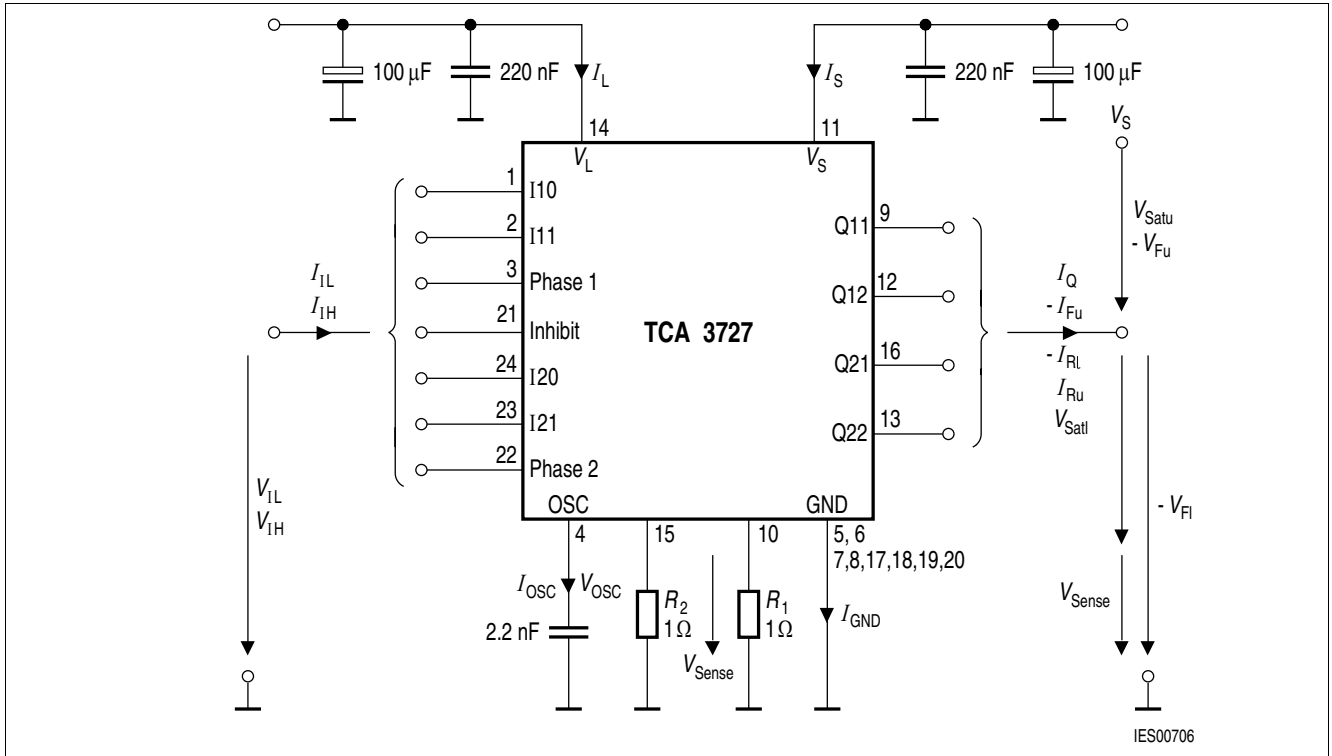 100 µF
220 nF
I_L
I_S
220 nF
100 µF
14
11
V_L
V_S
V_S
1
I10
2
I11
3
Phase 1
21
Inhibit
24
I20
23
I21
22
Phase 2
I_IL
I_IH
V_IL
V_IH
TCA 3727
Q11
9
Q12
12
Q21
16
Q22
13
I_Q
- I_Fu
- I_Rl
I_Ru
V_Satl
V_Satu
- V_Fu
- V_Fl
V_Sense
OSC
GND
4
15
10
5, 6
7,8,17,18,19,20
I_OSC
V_OSC
2.2 nF
R_2
1 Ω
V_Sense
R_1
1 Ω
I_GND
IES00706